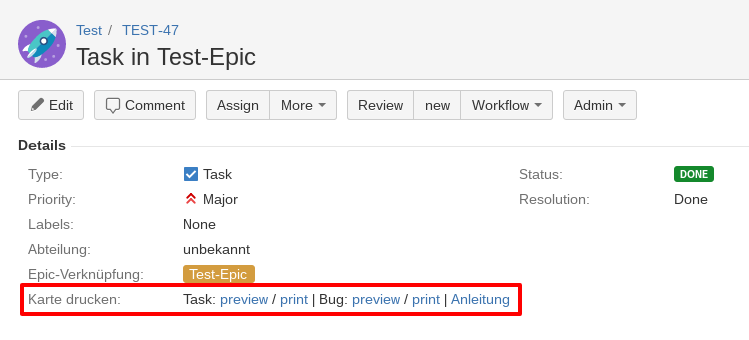 Test / TEST-47
Task in Test-Epic
Edit Comment Assign More Review new Workflow Admin
Details
Type: Task Status: DONE
Priority: Major Resolution: Done
Labels: None
Abteilung: unbekannt
Epic-Verknüpfung: Test-Epic
Karte drucken: Task: preview / print | Bug: preview / print | Anleitung